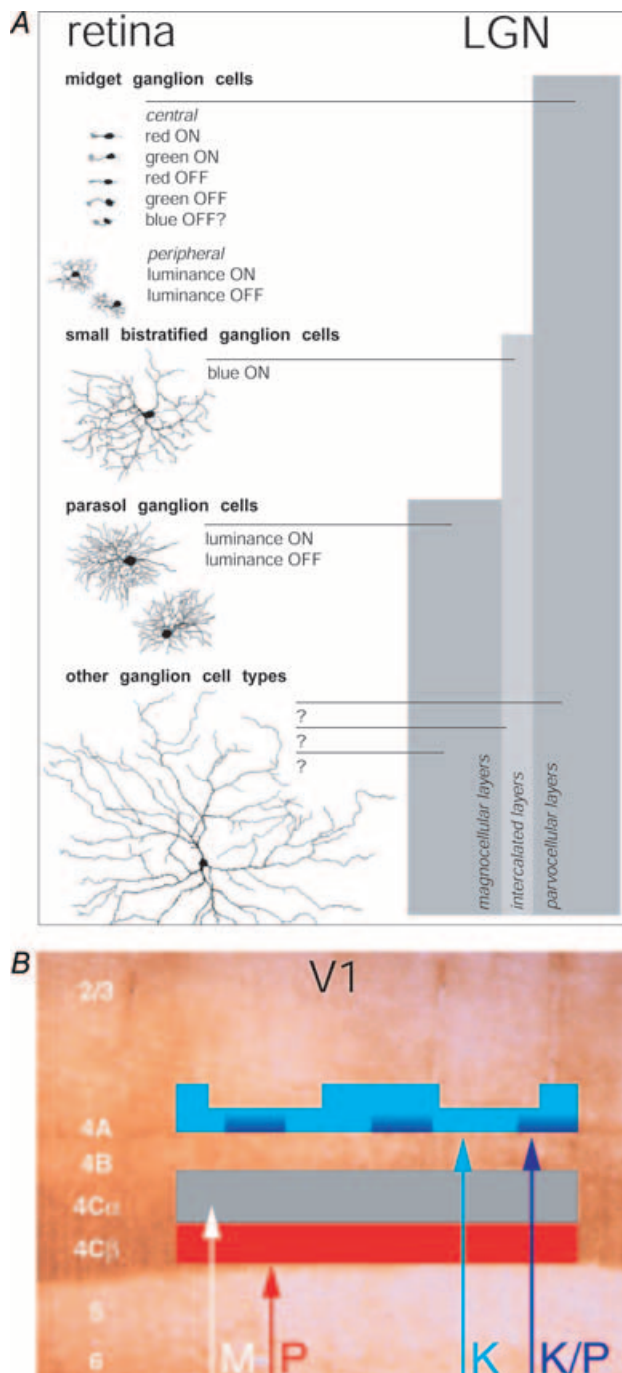 A
retina LGN
midget ganglion cells
central
red ON
green ON
red OFF
green OFF
blue OFF?
peripheral
luminance ON
luminance OFF
small bistratified ganglion cells
blue ON
parasol ganglion cells
luminance ON
luminance OFF
other ganglion cell types
?
?
?
magnocellular layers
intercalated layers
parvocellular layers
B
V1
2/3
4A
4B
4Cα
4Cβ
5
6
M P K K/P